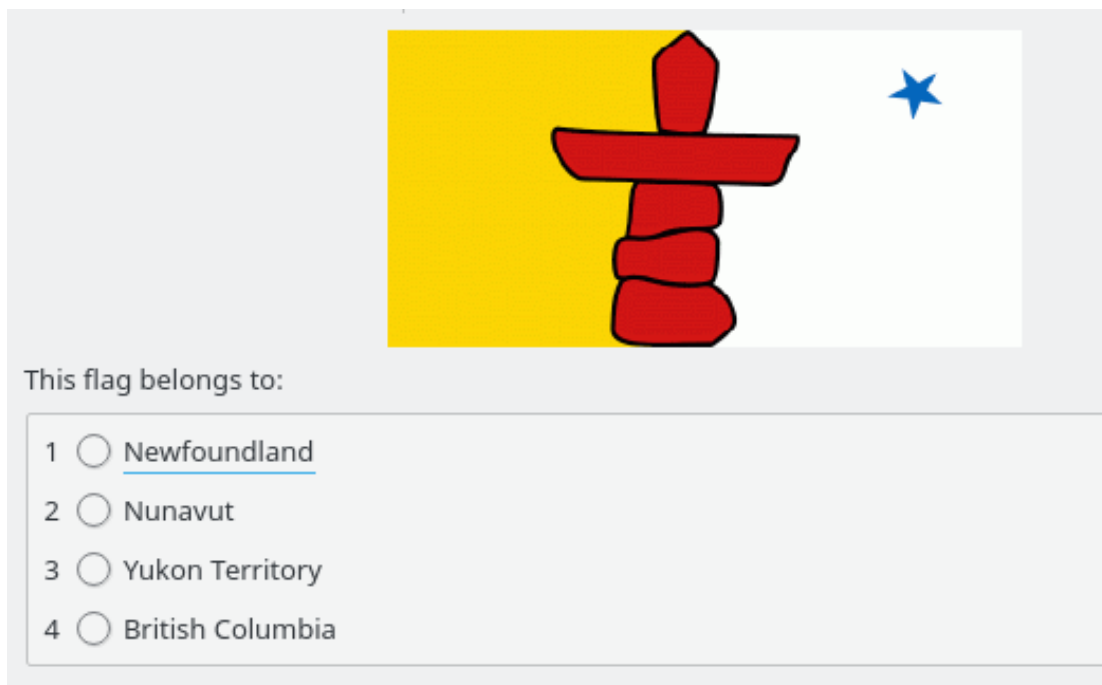 This flag belongs to:
1 Newfoundland
2 Nunavut
3 Yukon Territory
4 British Columbia